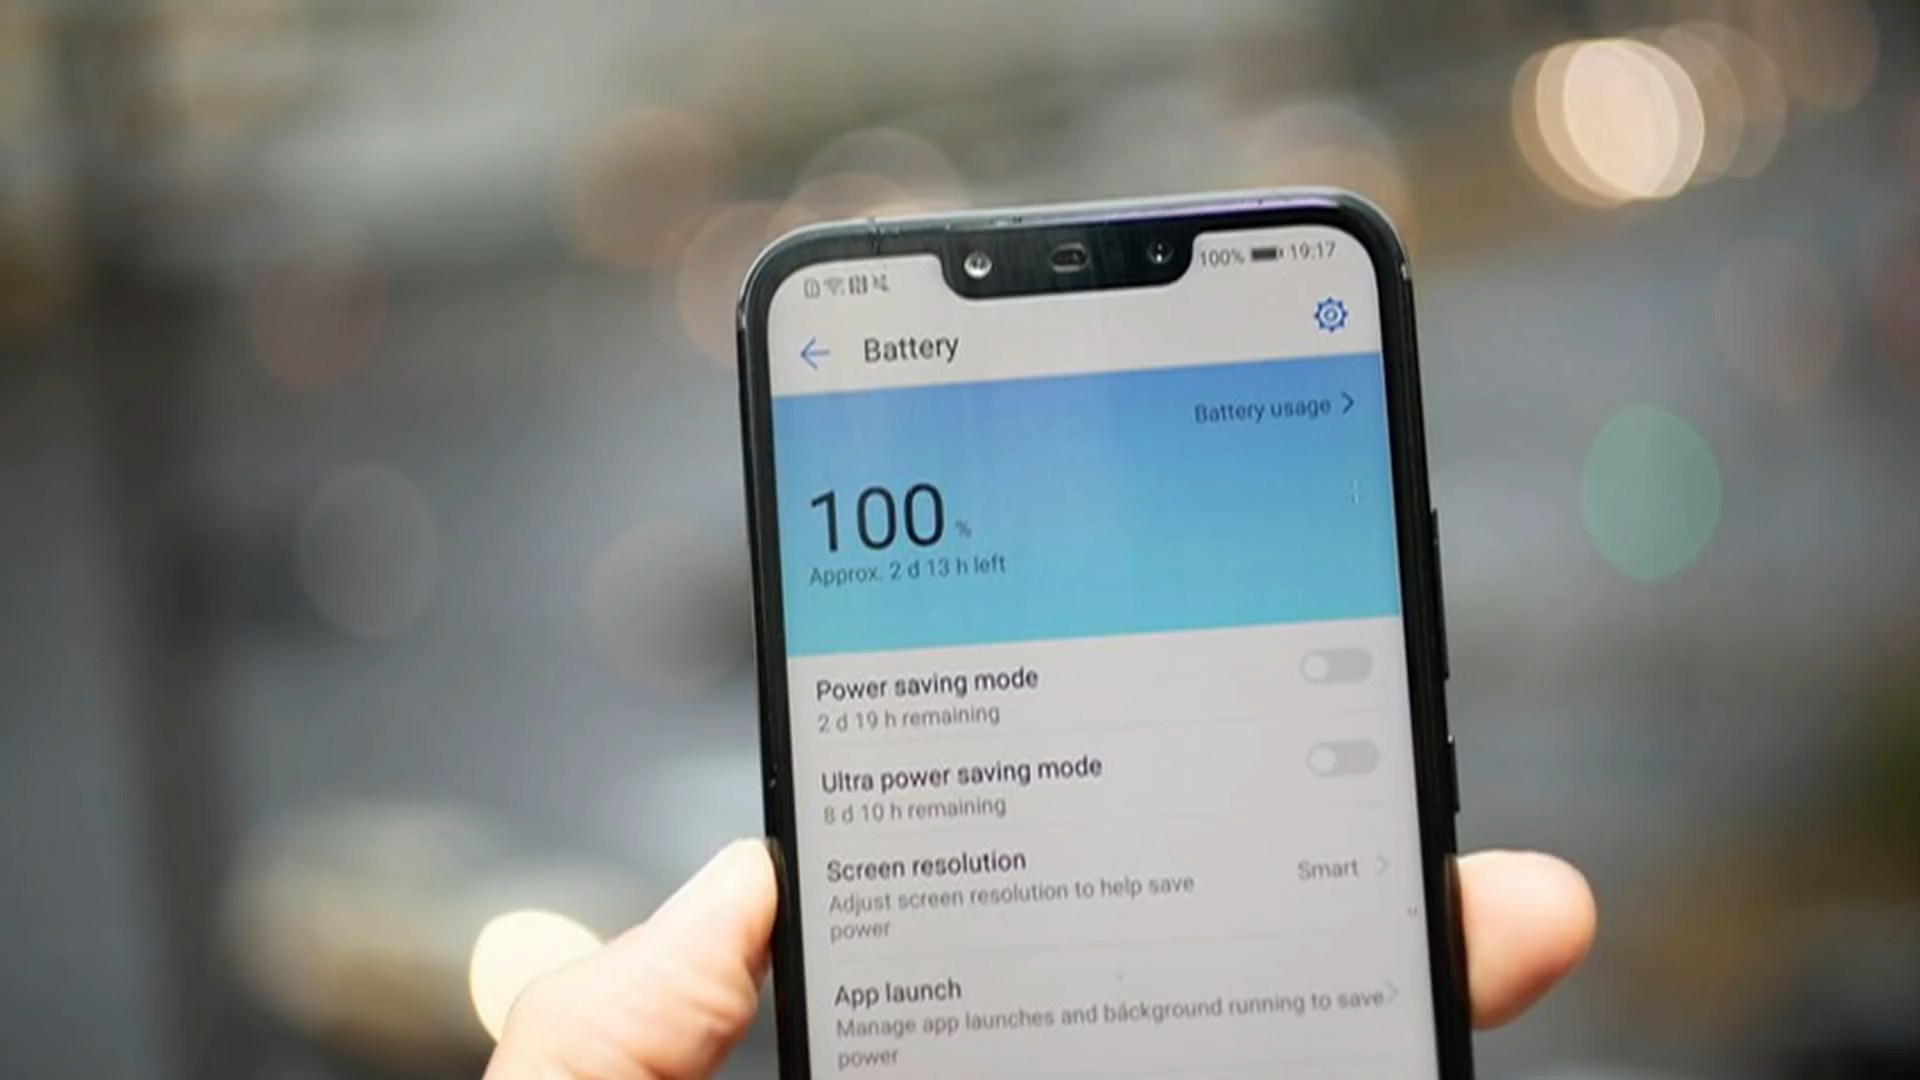 100% 19:17
Battery
Battery usage
100 %
Approx. 2 d 13 h left
Power saving mode
2 d 19 h remaining
Ultra power saving mode
8 d 10 h remaining
Screen resolution
Adjust screen resolution to help save
power
Smart
App launch
Manage app launches and background running to save
power